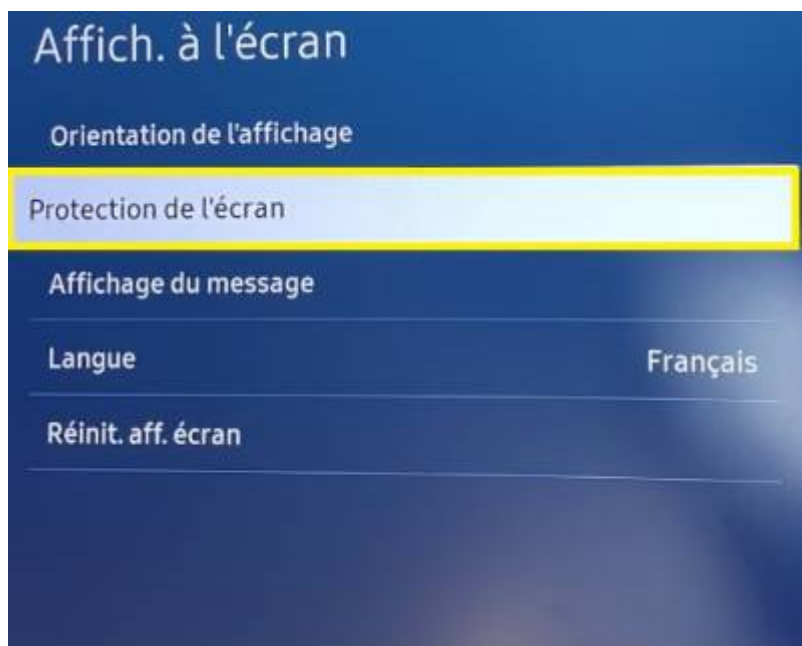 Affich. à l'écran
Orientation de l'affichage
Protection de l'écran
Affichage du message
Langue Français
Réinit. aff. écran